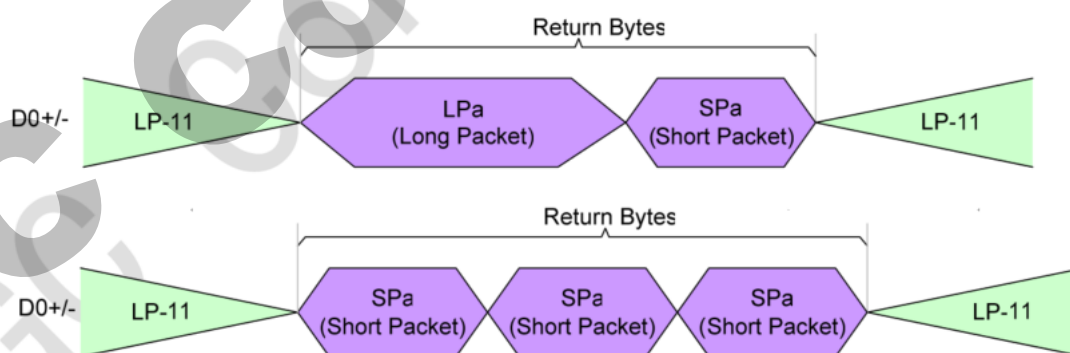 Return Bytes
D0+/-
LP-11
LPa
(Long Packet)
SPa
(Short Packet)
LP-11
Return Bytes
D0+/-
LP-11
SPa
(Short Packet)
SPa
(Short Packet)
SPa
(Short Packet)
LP-11